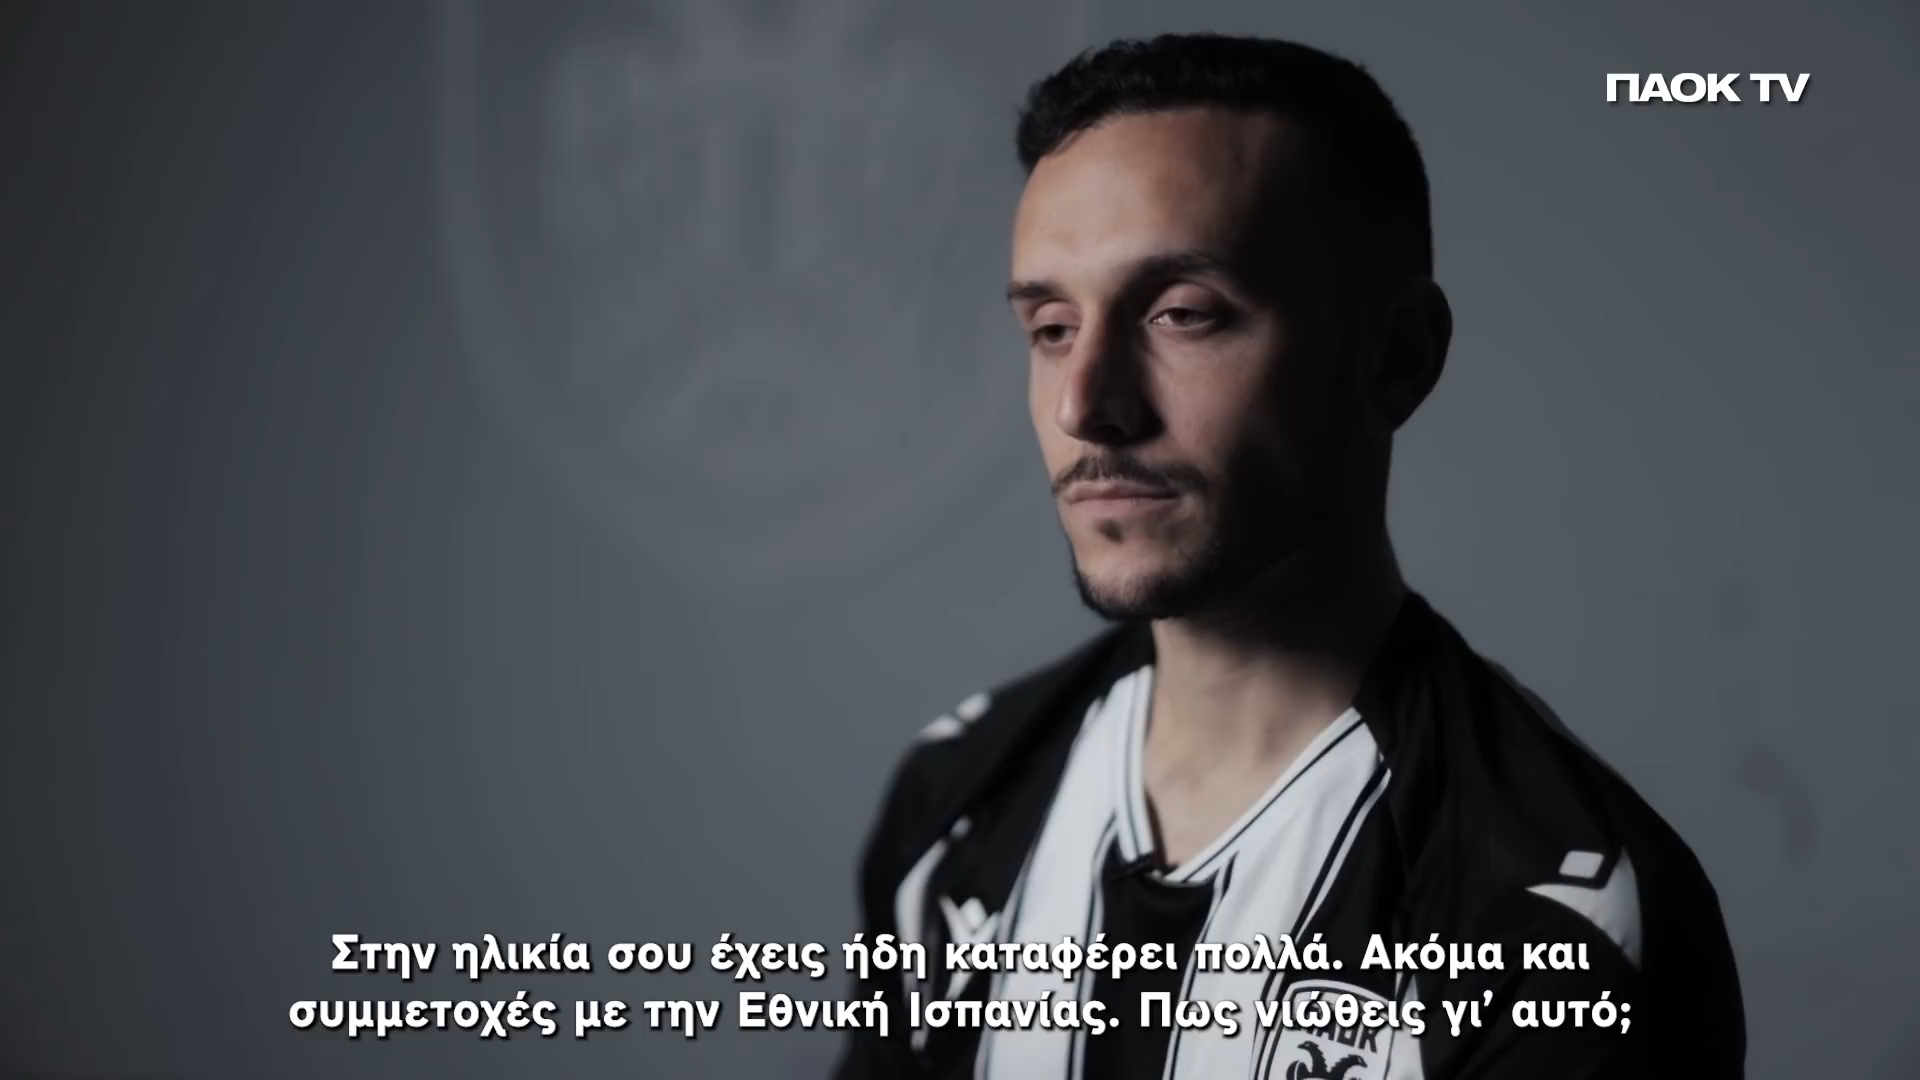 ΠΑΟΚ TV
Στην ηλικία σου έχεις ήδη καταφέρει πολλά. Ακόμα και
συμμετοχές με την Εθνική Ισπανίας. Πως νιώθεις γι’ αυτό;
ΠΑΟΚ